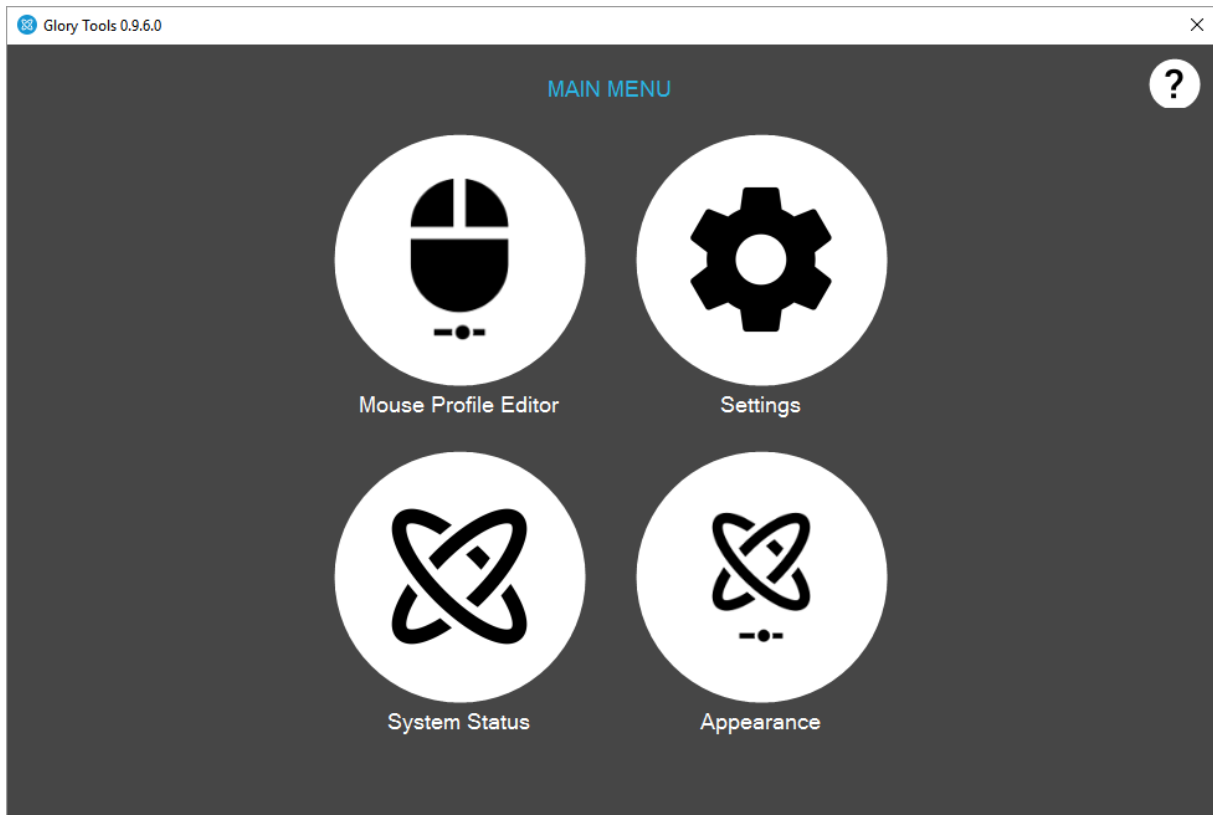 Glory Tools 0.9.6.0
MAIN MENU
?
Mouse Profile Editor
Settings
System Status
Appearance